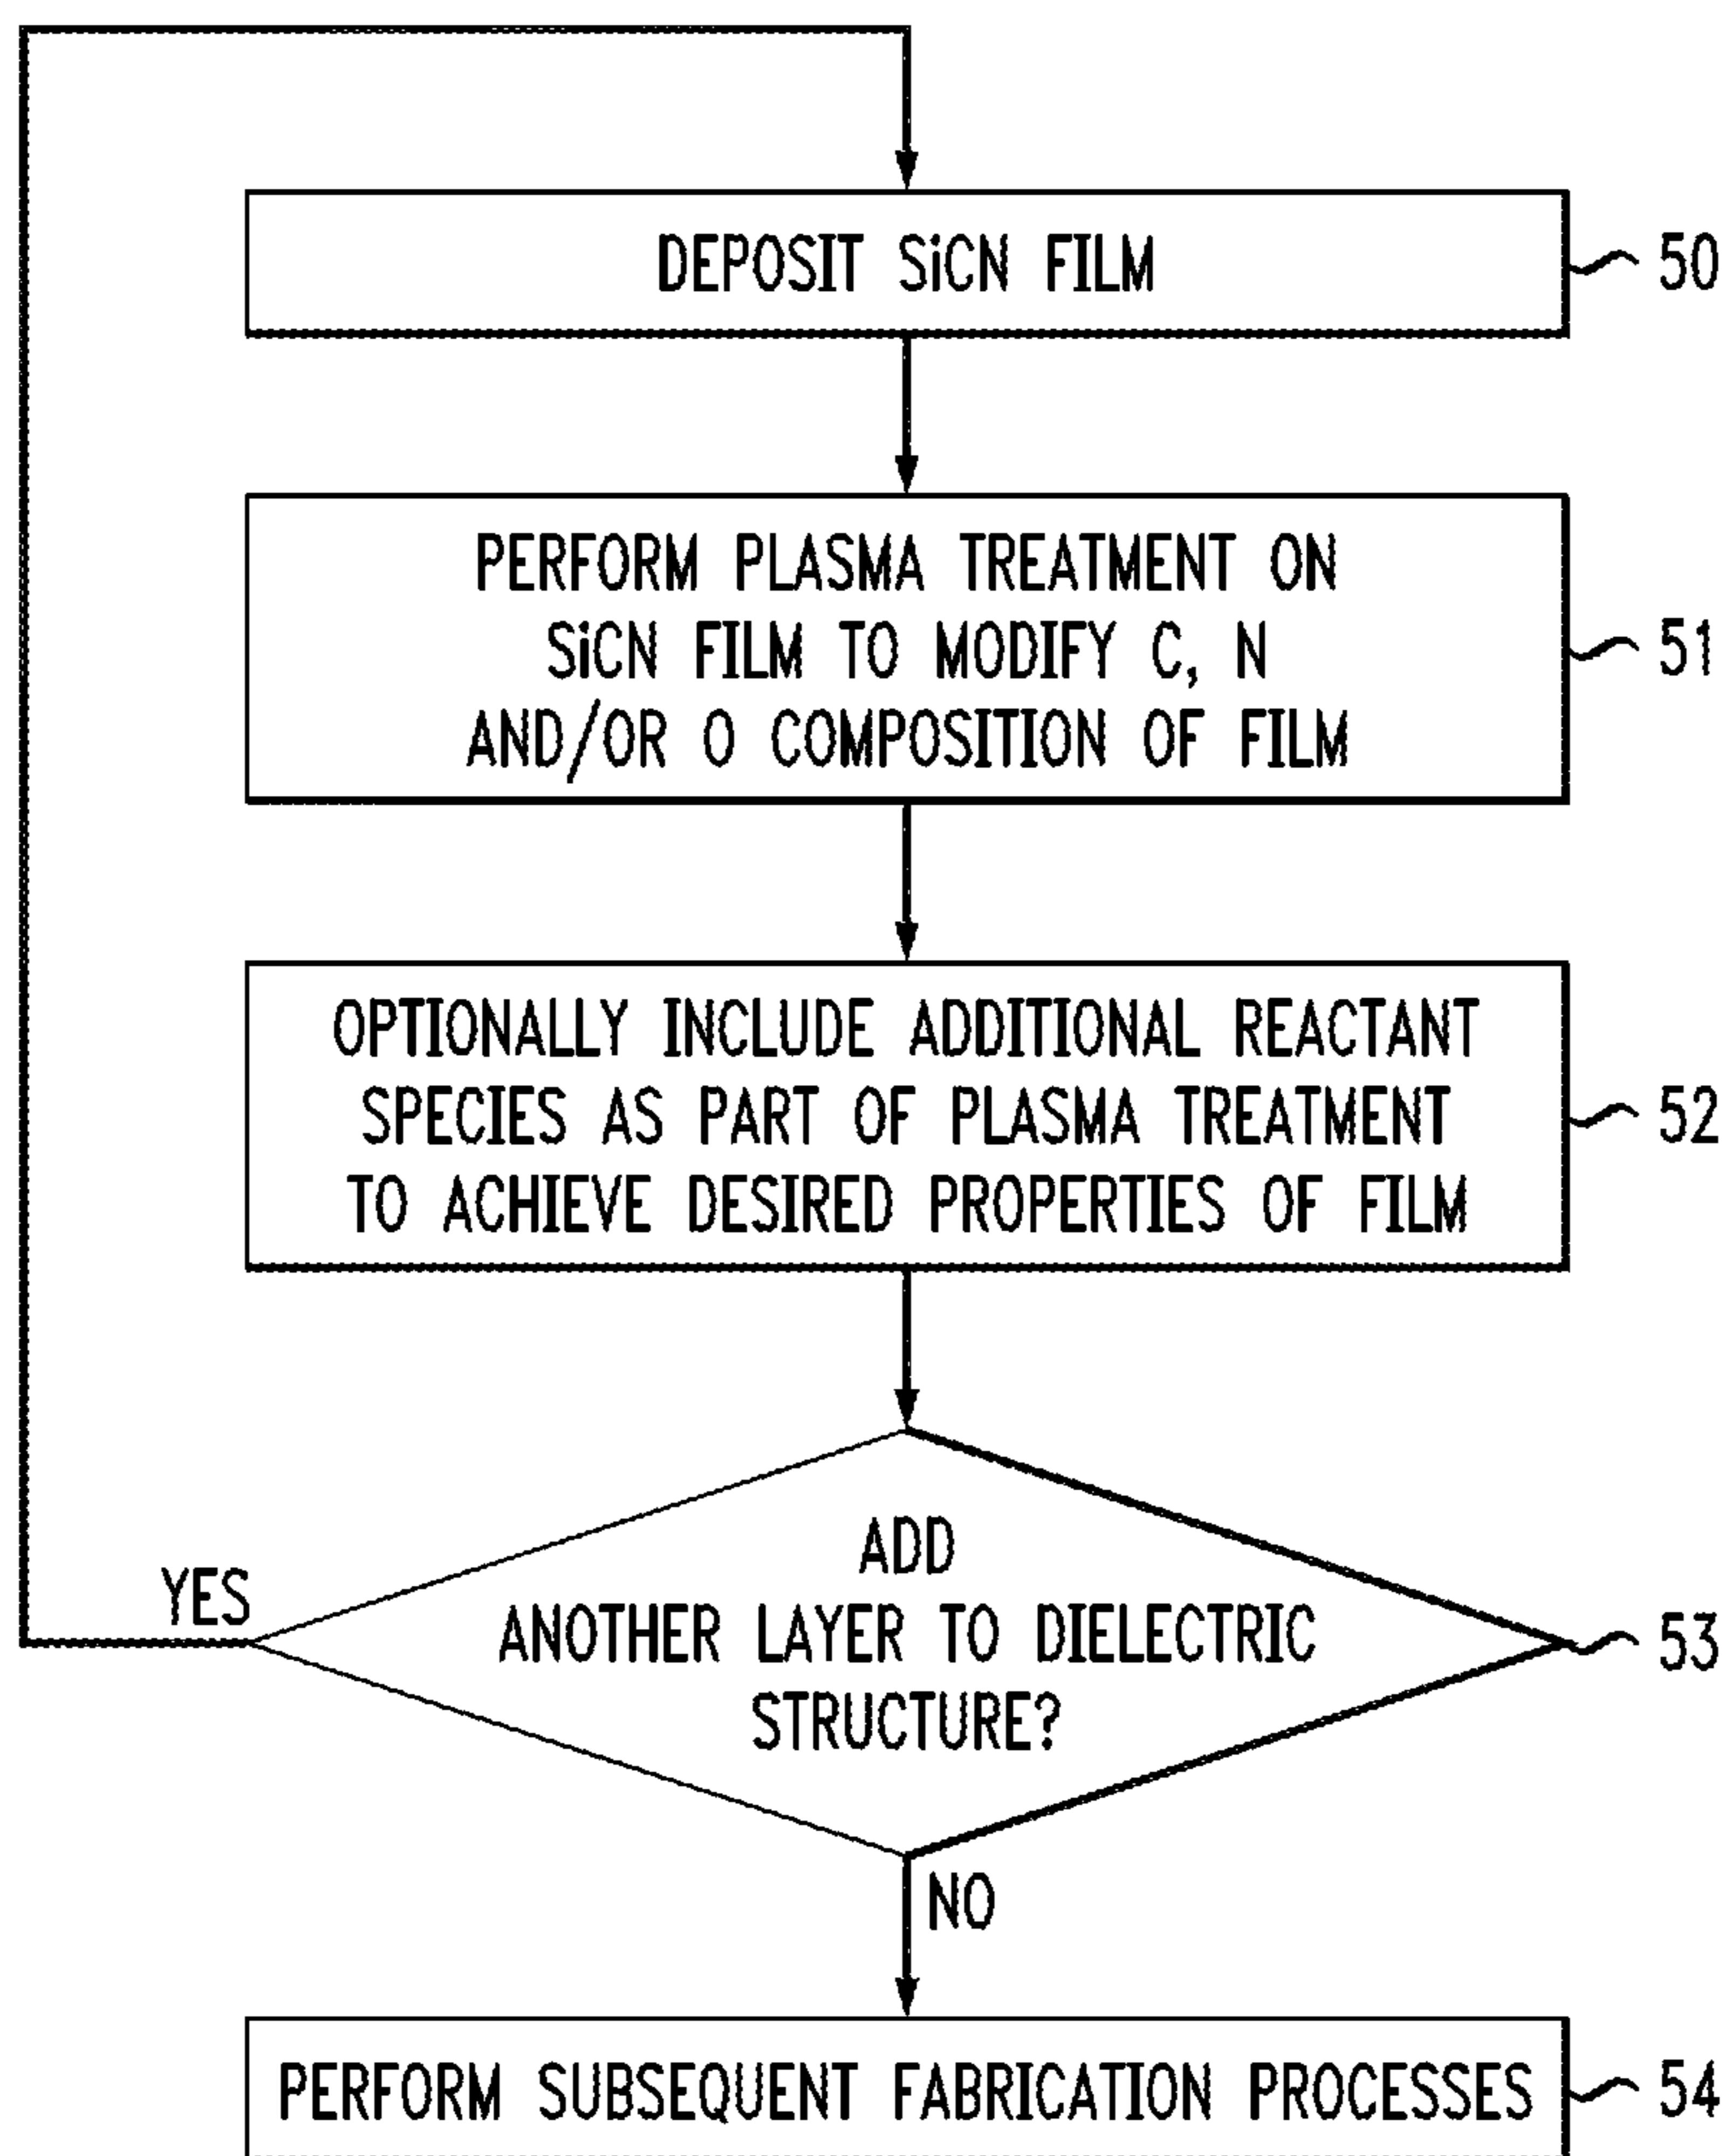 DEPOSIT SiCN FILM
50
PERFORM PLASMA TREATMENT ON
SiCN FILM TO MODIFY C, N
AND/OR O COMPOSITION OF FILM
51
OPTIONALLY INCLUDE ADDITIONAL REACTANT
SPECIES AS PART OF PLASMA TREATMENT
TO ACHIEVE DESIRED PROPERTIES OF FILM
52
ADD
ANOTHER LAYER TO DIELECTRIC
STRUCTURE?
53
YES
NO
PERFORM SUBSEQUENT FABRICATION PROCESSES
54